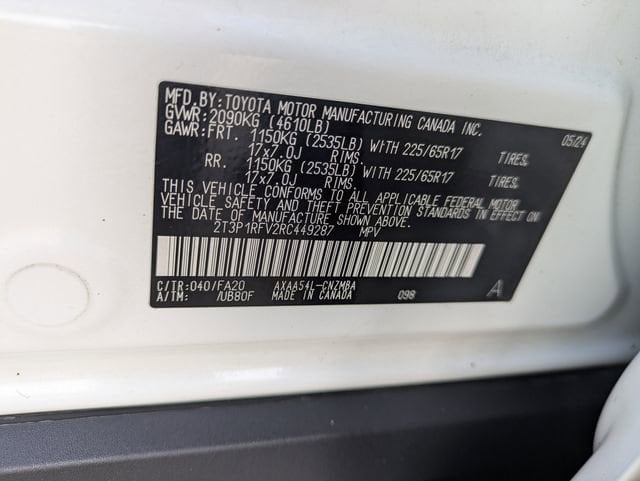 MFD.BY:TOYOTA MOTOR MANUFACTURING CANADA INC. 05/24
GVWR:2090KG (4610LB)
GAWR:FRT. 1150KG (2535LB) WITH 225/65R17 TIRES,
17x7.0J RIMS.
RR. 1150KG (2535LB) WITH 225/65R17 TIRES,
17x7.0J RIMS.
THIS VEHICLE CONFORMS TO ALL APPLICABLE FEDERAL MOTOR
VEHICLE SAFETY AND THEFT PREVENTION STANDARDS IN EFFECT ON
THE DATE OF MANUFACTURE SHOWN ABOVE.
2T3P1RFV2RC449287 MPV
C/TR:040/FA20 AXAA54L-CNZMBA
A/TM: /UB80F MADE IN CANADA 098 A